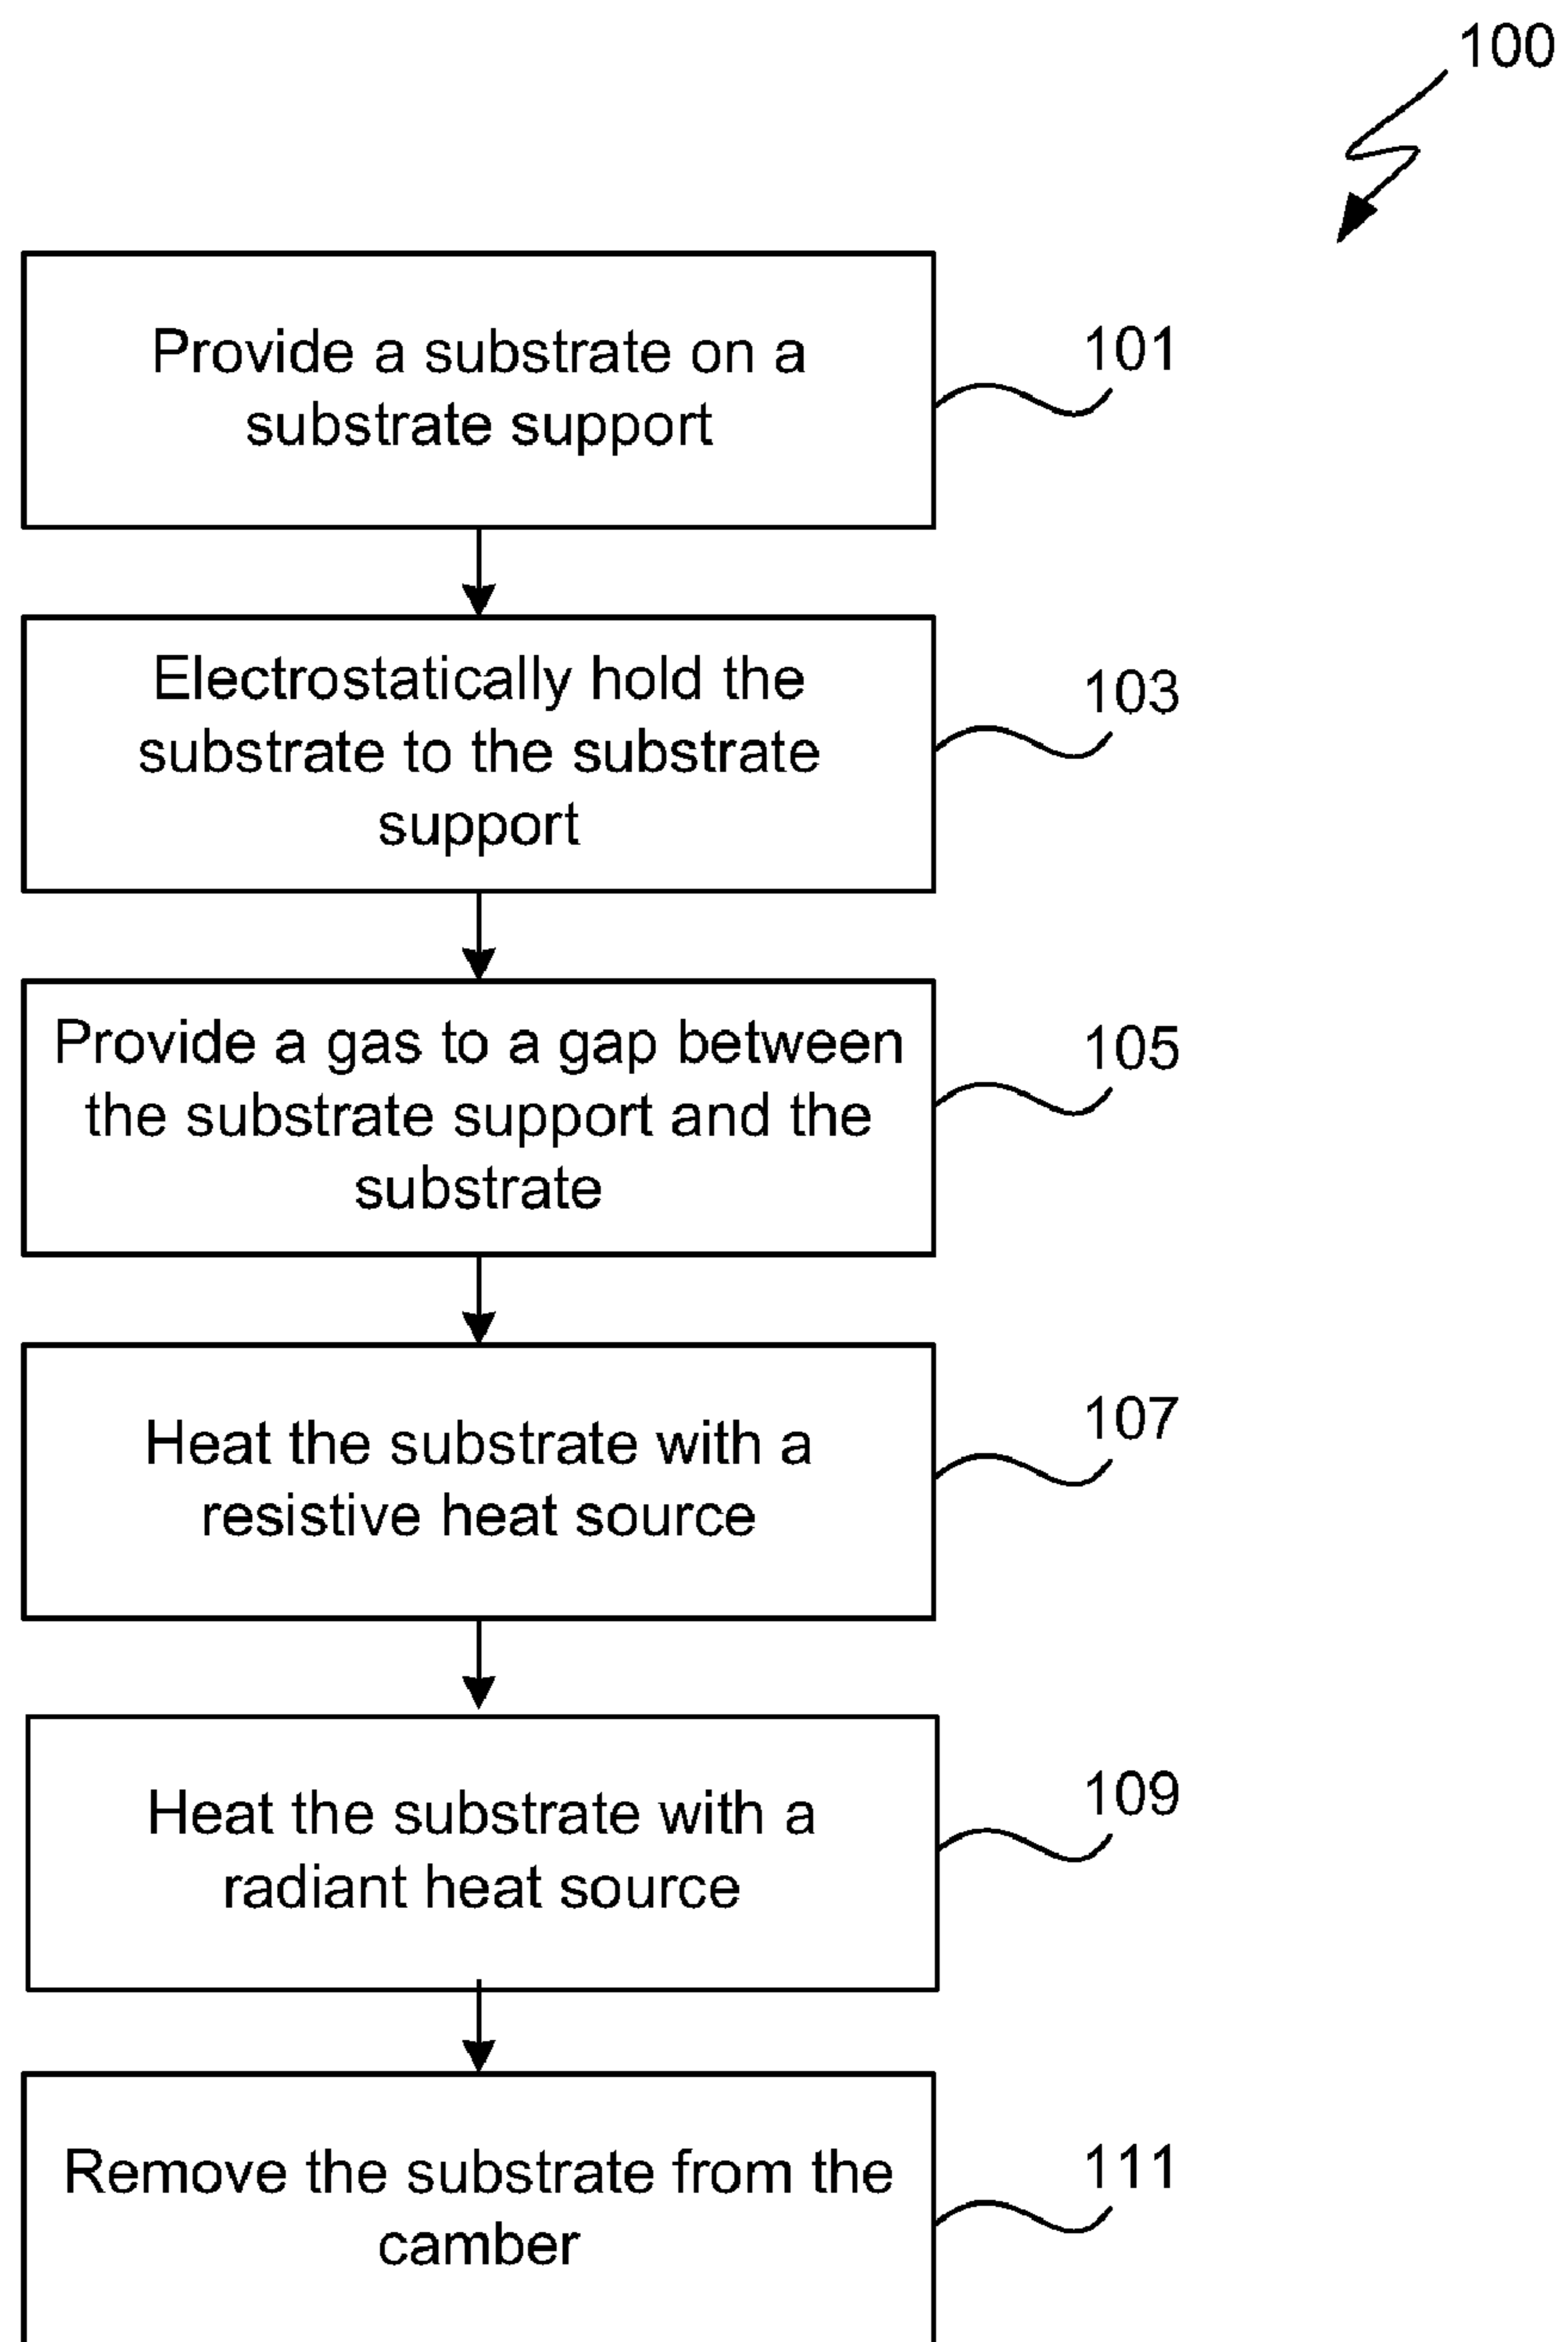 100
Provide a substrate on a
substrate support
101
Electrostatically hold the
substrate to the substrate
support
103
Provide a gas to a gap between
the substrate support and the
substrate
105
Heat the substrate with a
resistive heat source
107
Heat the substrate with a
radiant heat source
109
Remove the substrate from the
camber
111